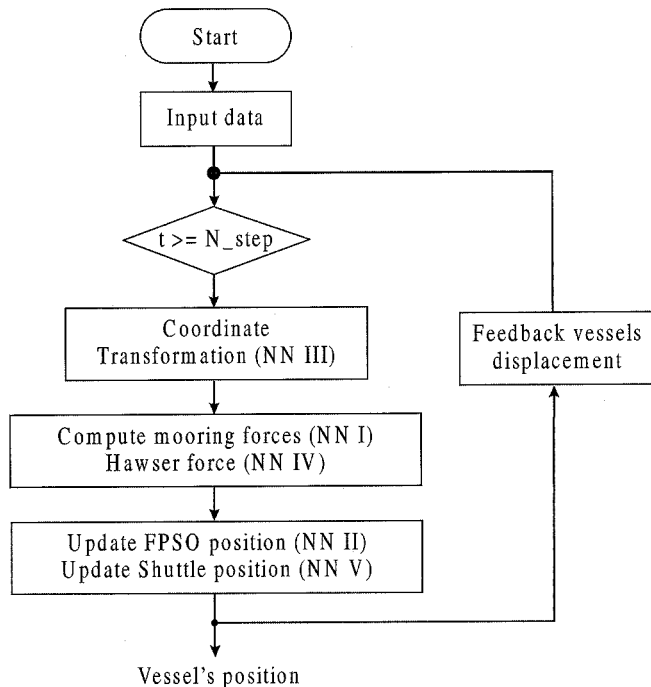 Start
Input data
t >= N_step
Coordinate
Transformation (NN III)
Feedback vessels
displacement
Compute mooring forces (NN I)
Hawser force (NN IV)
Update FPSO position (NN II)
Update Shuttle position (NN V)
Vessel's position